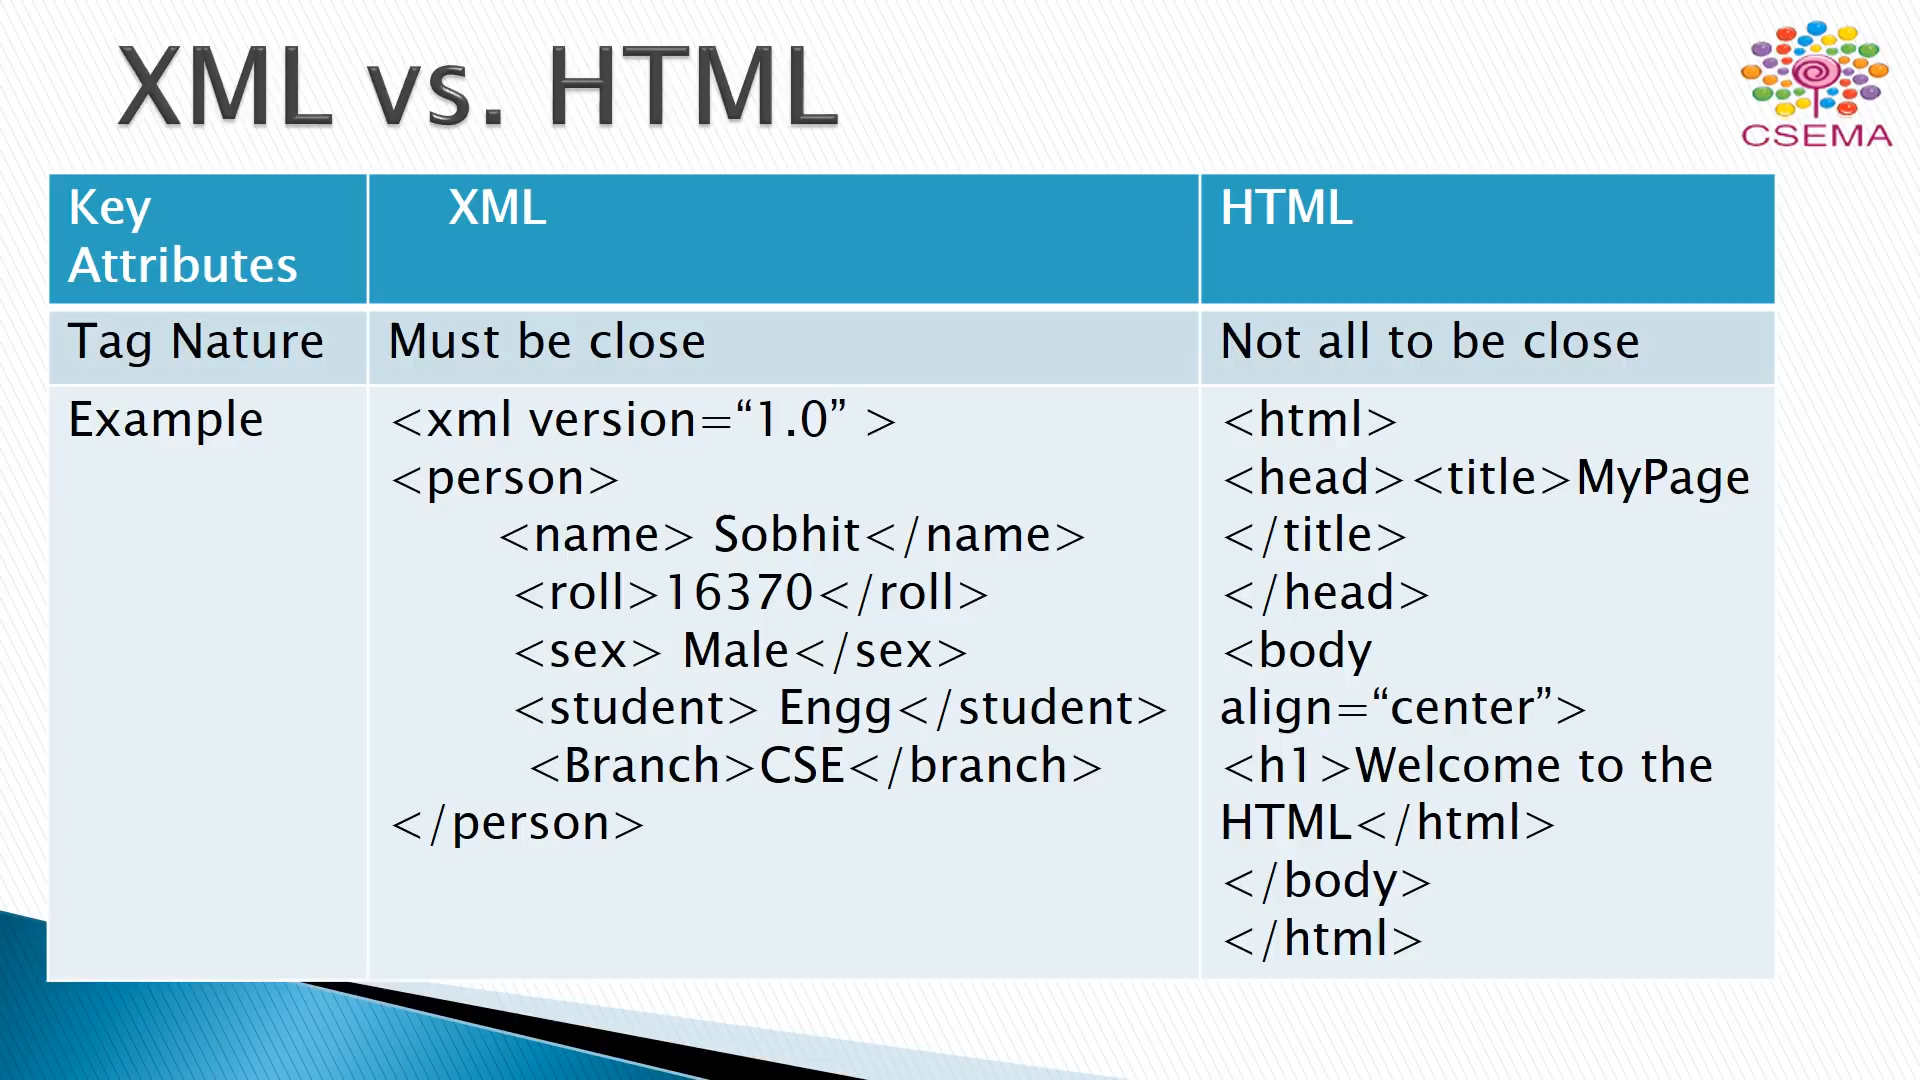 XML vs. HTML
CSEMA
Key
Attributes
XML
HTML
Tag Nature
Must be close
Not all to be close
Example
<xml version=“1.0” >
<person>
<name> Sobhit</name>
<roll>16370</roll>
<sex> Male</sex>
<student> Engg</student>
<Branch>CSE</branch>
</person>
<html>
<head><title>MyPage
</title>
</head>
<body
align=“center”>
<h1>Welcome to the
HTML</html>
</body>
</html>